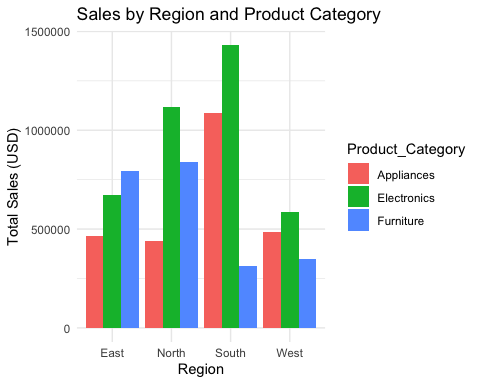 Sales by Region and Product Category
1500000
1000000
500000
0
Total Sales (USD)
East
North
South
West
Region
Product_Category
Appliances
Electronics
Furniture